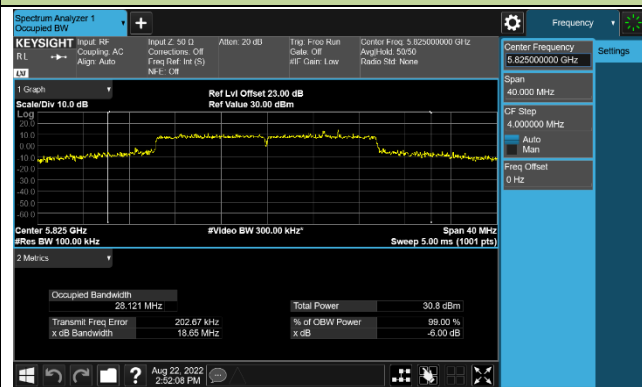 Spectrum Analyzer 1
Occupied BW
+
Frequency
KEYSIGHT Input: RF Input Z: 50 Ω Atten: 20 dB Trig: Free Run Center Freq: 5.825000000 GHz
RL Coupling: AC Corrections: Off Gate: Off Avg|Hold: 50/50
Align: Auto Freq Ref: Int (S) #IF Gain: Low Radio Std: None
LXI NFE: Off
Center Frequency
5.825000000 GHz
Settings
Span
40.000 MHz
CF Step
4.000000 MHz
Auto
Man
Freq Offset
0 Hz
1 Graph
Ref Lvl Offset 23.00 dB
Scale/Div 10.0 dB Ref Value 30.00 dBm
Log
20.0
10.0
0.00
-10.0
-20.0
-30.0
-40.0
-50.0
-60.0
Center 5.825 GHz #Video BW 300.00 kHz* Span 40 MHz
#Res BW 100.00 kHz Sweep 5.00 ms (1001 pts)
2 Metrics
Occupied Bandwidth
28.121 MHz Total Power 30.8 dBm
Transmit Freq Error 202.67 kHz % of OBW Power 99.00 %
x dB Bandwidth 18.65 MHz x dB -6.00 dB
? Aug 22, 2022
2:52:08 PM